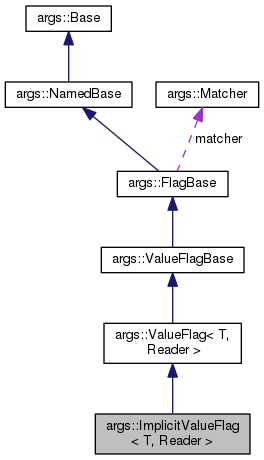 args::Base
args::NamedBase
args::Matcher
matcher
args::FlagBase
args::ValueFlagBase
args::ValueFlag< T,
Reader >
args::ImplicitValueFlag
< T, Reader >